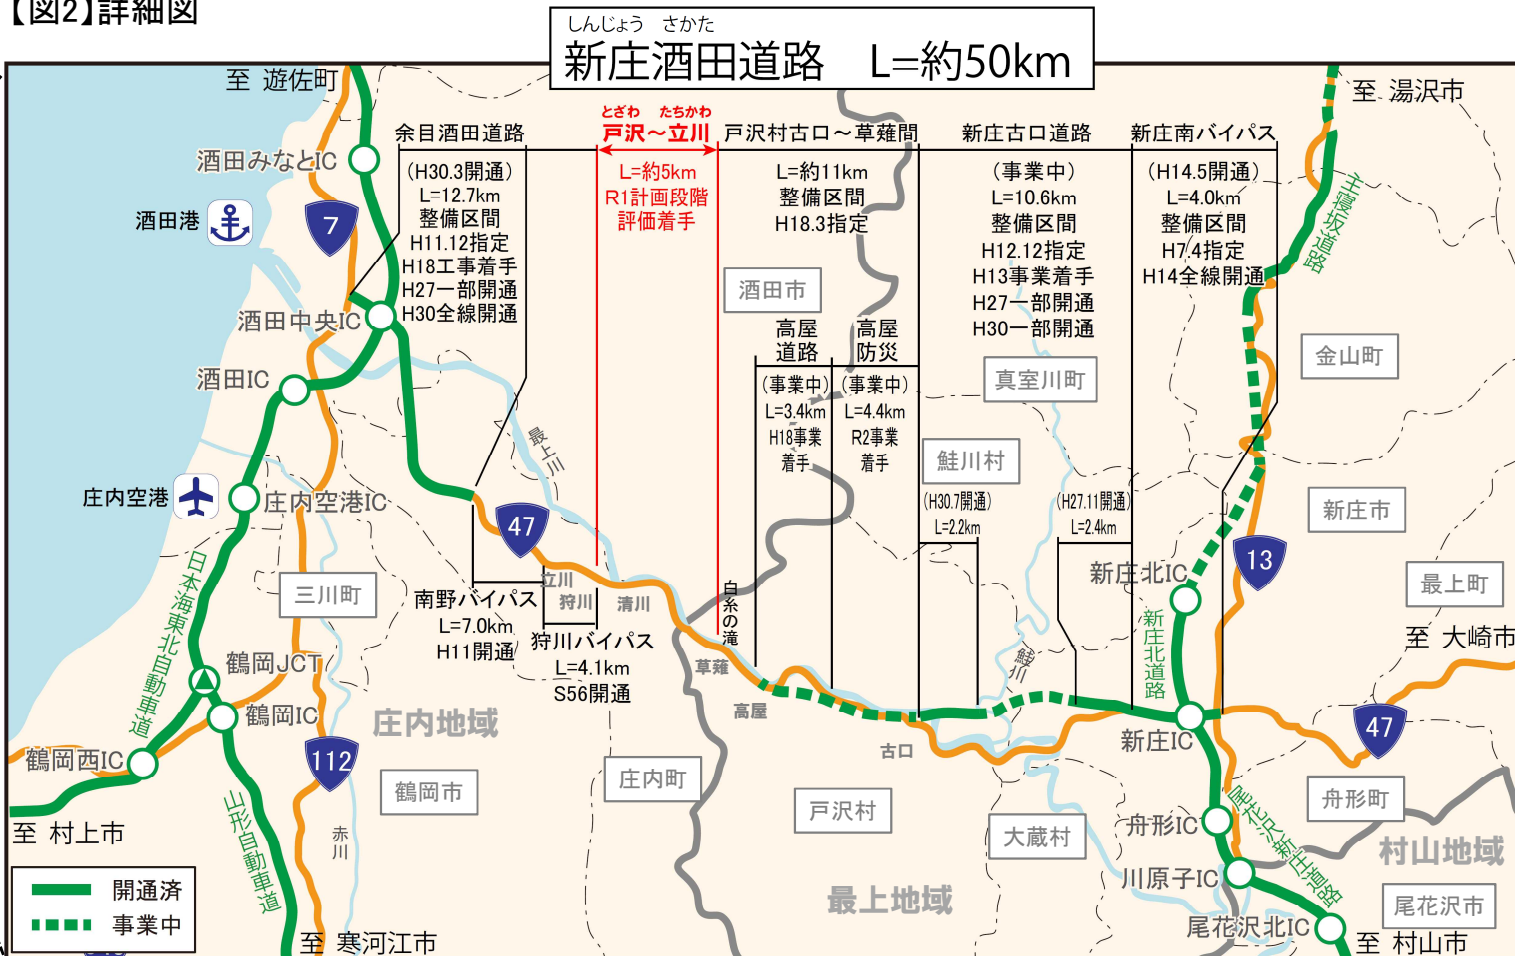 【図2】詳細図
しんじょう さかた
新庄酒田道路 L=約50km
至 遊佐町
至 湯沢市
余目酒田道路
(H30.3開通)
L=12.7km
整備区間
H11.12指定
H18工事着手
H27一部開通
H30全線開通
とざわ たちかわ
戸沢～立川
L=約5km
R1計画段階
評価着手
戸沢村古口～草薙間
L=約11km
整備区間
H18.3指定
新庄古口道路
(事業中)
L=10.6km
整備区間
H12.12指定
H13事業着手
H27一部開通
H30一部開通
新庄南バイパス
(H14.5開通)
L=4.0km
整備区間
H7.4指定
H14全線開通
主寝坂道路
酒田みなとIC
酒田港
7
酒田中央IC
酒田市
高屋
道路
(事業中)
L=3.4km
H18事業
着手
高屋
防災
(事業中)
L=4.4km
R2事業
着手
真室川町
金山町
酒田IC
最上川
鮭川村
(H30.7開通)
L=2.2km
(H27.11開通)
L=2.4km
新庄市
庄内空港
庄内空港IC
47
13
日本海東北自動車道
三川町
南野バイパス
L=7.0km
H11開通
立川
狩川
清川
狩川バイパス
L=4.1km
S56開通
白糸の滝
草薙
高屋
古口
鮭川
新庄北IC
新庄北道路
最上町
至 大崎市
鶴岡JCT
鶴岡IC
鶴岡西IC
庄内地域
112
新庄IC
47
至 村上市
山形自動車道
赤川
鶴岡市
庄内町
戸沢村
大蔵村
舟形町
舟形IC
尾花沢新庄道路
村山地域
川原子IC
最上地域
尾花沢市
尾花沢北IC
開通済
事業中
至 寒河江市
至 村山市